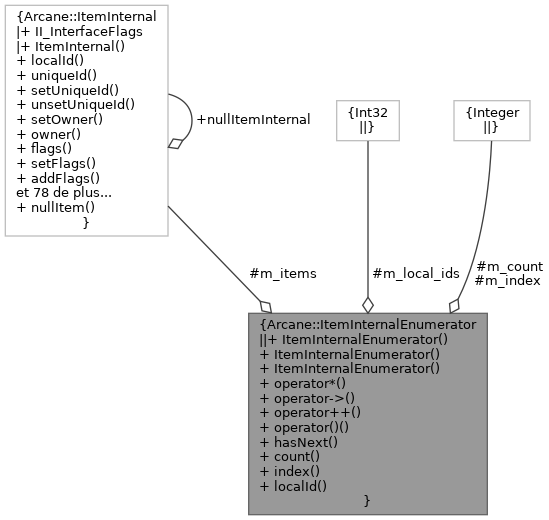 {Arcane::ItemInternal
|+ II_InterfaceFlags
|+ ItemInternal()
+ localId()
+ uniqueId()
+ setUniqueId()
+ unsetUniqueId()
+ setOwner()
+ owner()
+ flags()
+ setFlags()
+ addFlags()
et 78 de plus...
+ nullItem()
}
+nullItemInternal
{Int32
||}
{Integer
||}
#m_items
#m_local_ids
#m_count
#m_index
{Arcane::ItemInternalEnumerator
||+ ItemInternalEnumerator()
+ ItemInternalEnumerator()
+ ItemInternalEnumerator()
+ operator*()
+ operator->()
+ operator++()
+ operator()()
+ hasNext()
+ count()
+ index()
+ localId()
}